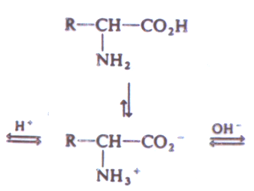 R—CH—CO₂H
NH₂
H⁺ R—CH—CO₂⁻ OH⁻
NH₃⁺